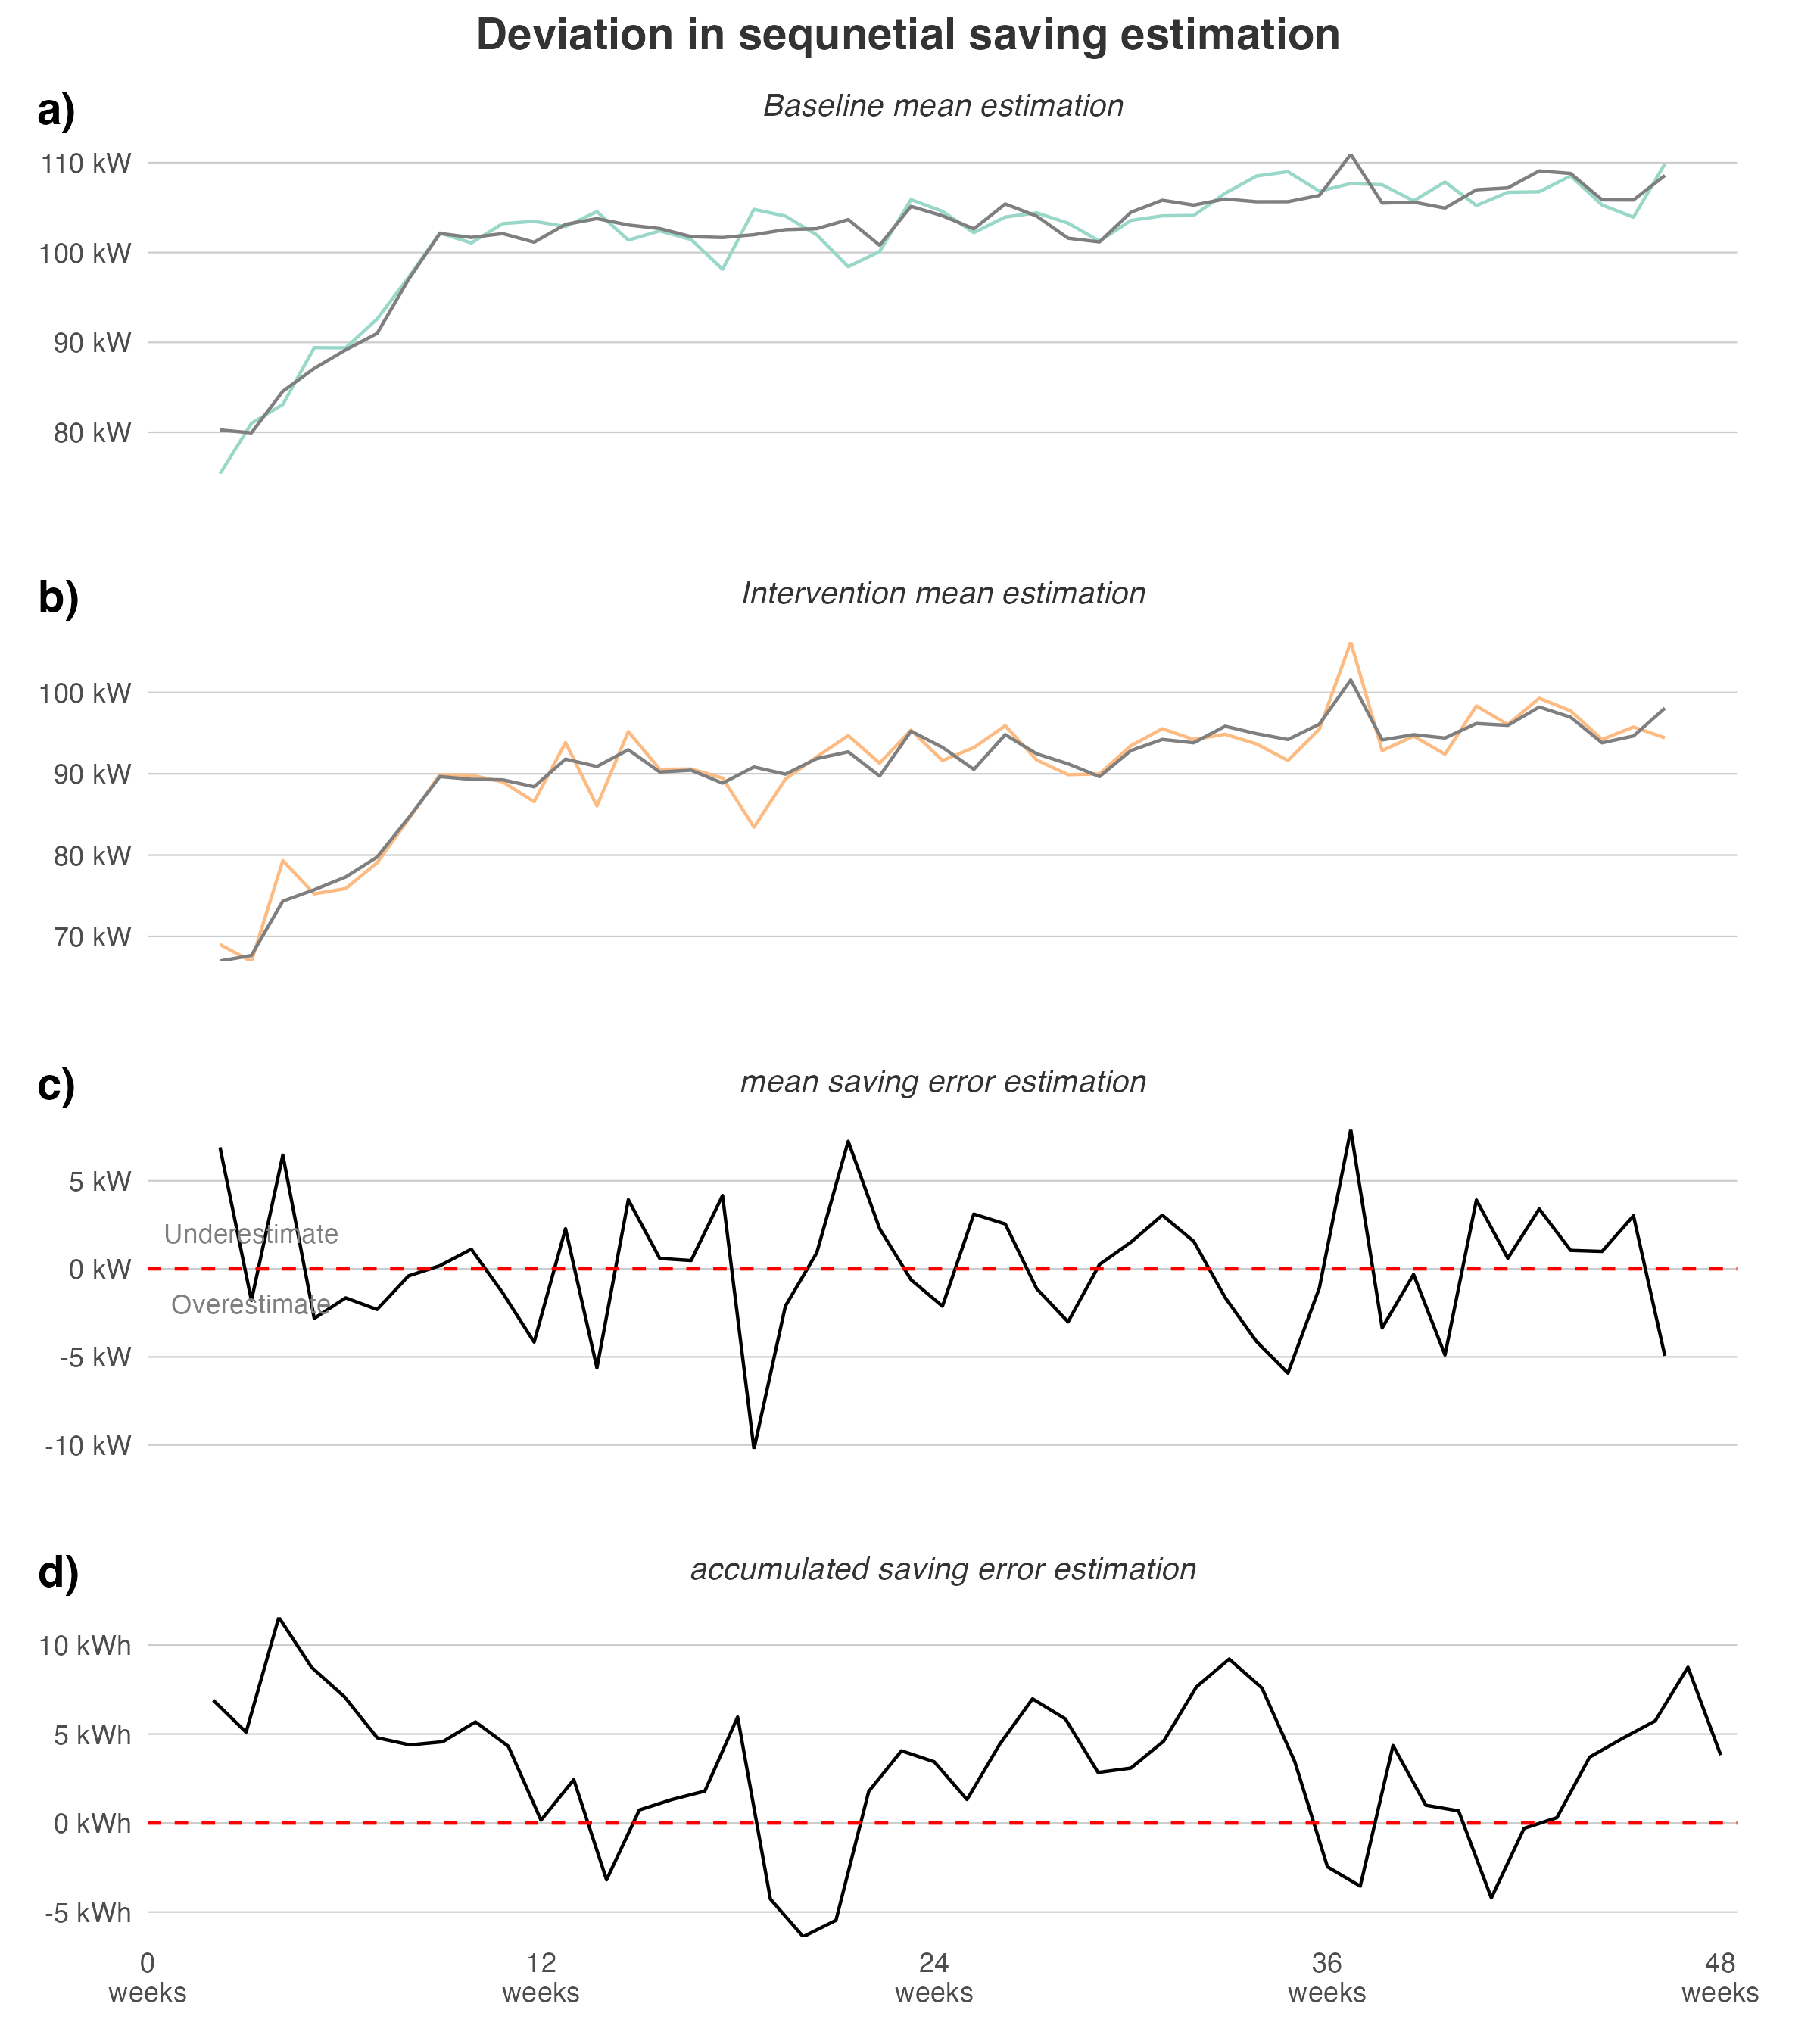 Deviation in sequnetial saving estimation
a)
Baseline mean estimation
110 kW
100 kW
90 kW
80 kW
b)
Intervention mean estimation
100 kW
90 kW
80 kW
70 kW
c)
mean saving error estimation
5 kW
Underestimate
0 kW
Overestimate
-5 kW
-10 kW
d)
accumulated saving error estimation
10 kWh
5 kWh
0 kWh
-5 kWh
0 12 24 36 48
weeks weeks weeks weeks weeks